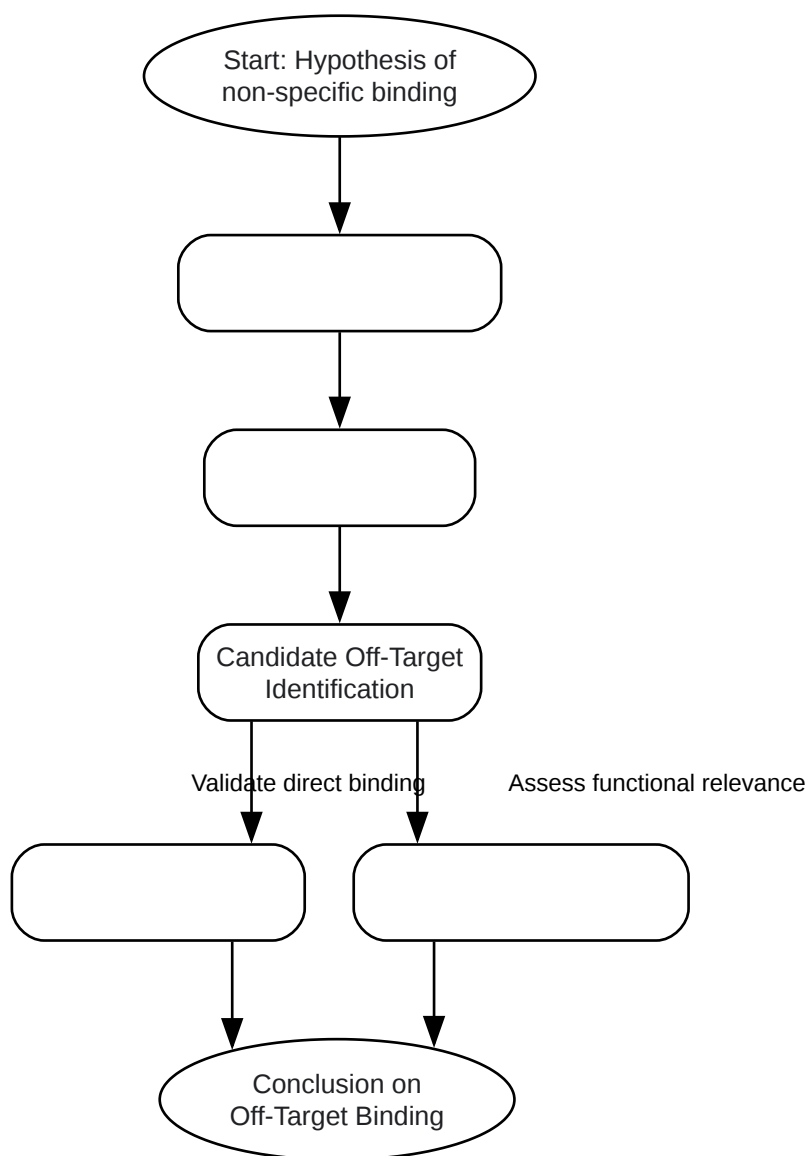 Start: Hypothesis of
non-specific binding
Candidate Off-Target
Identification
Validate direct binding
Assess functional relevance
Conclusion on
Off-Target Binding